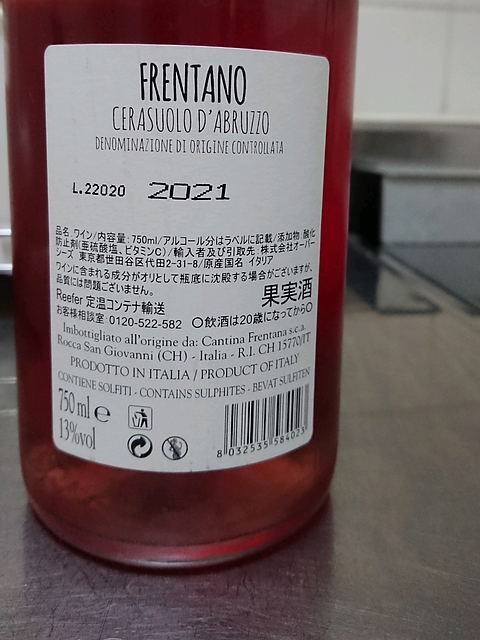 FRENTANO
CERASUOLO D'ABRUZZO
DENOMINAZIONE DI ORIGINE CONTROLLATA
L.22020 2021
品名:ワイン/内容量:750ml/アルコール分はラベルに記載/添加物:酸化
防止剤(亜硫酸塩、ビタミンC)/輸入者及び引取先:株式会社オーバー
シーズ 東京都世田谷区代田2-31-8/原産国名 イタリア
ワインに含まれる成分がオリとして瓶底に沈殿する場合がございますが、
品質には問題ございません。
果実酒
Reefer 定温コンテナ輸送
お客様相談室:0120-522-582 〇飲酒は20歳になってから〇
Imbottigliato all'origine da: Cantina Frentana s.c.a.
Rocca San Giovanni (CH) - Italia - R.I. CH 15770/IT
PRODOTTO IN ITALIA / PRODUCT OF ITALY
CONTIENE SOLFITI - CONTAINS SULPHITES - BEVAT SULFITEN
750 ml e
13%vol
8 032535 584023